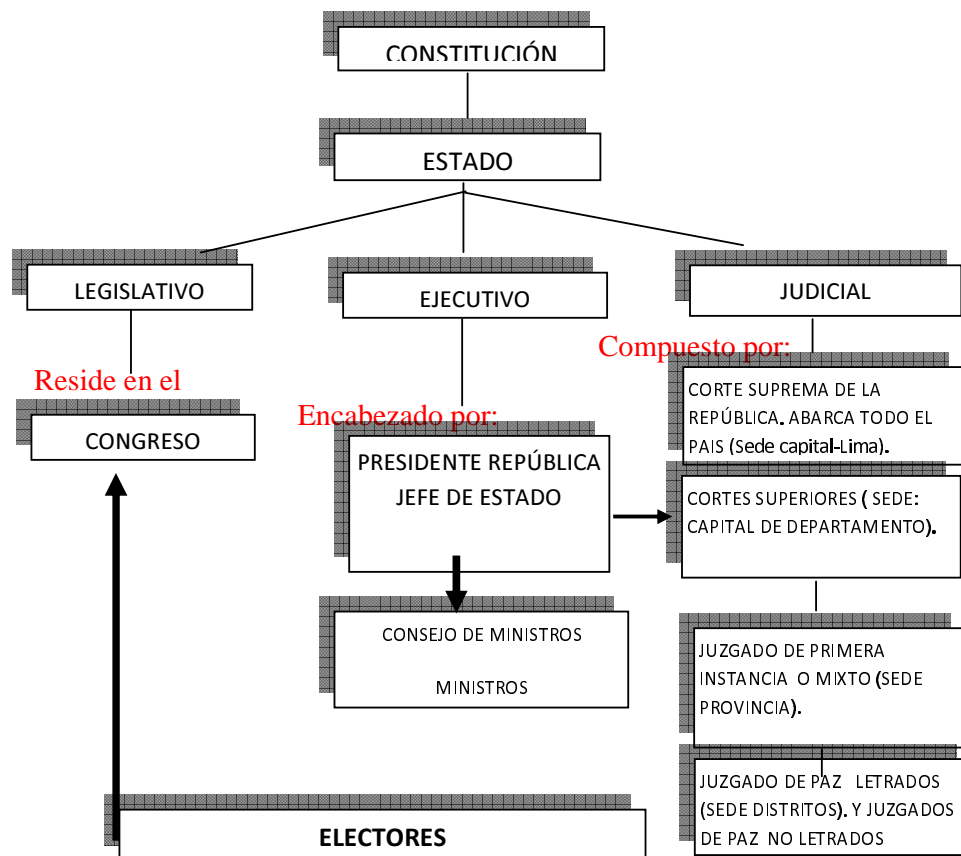 CONSTITUCIÓN
ESTADO
LEGISLATIVO
EJECUTIVO
JUDICIAL
Reside en el
CONGRESO
Encabezado por:
PRESIDENTE REPÚBLICA
JEFE DE ESTADO
CONSEJO DE MINISTROS
MINISTROS
Compuesto por:
CORTE SUPREMA DE LA
REPÚBLICA. ABARCA TODO EL
PAIS (Sede capital-Lima).
CORTES SUPERIORES ( SEDE:
CAPITAL DE DEPARTAMENTO).
JUZGADO DE PRIMERA
INSTANCIA O MIXTO (SEDE
PROVINCIA).
JUZGADO DE PAZ LETRADOS
(SEDE DISTRITOS). Y JUZGADOS
DE PAZ NO LETRADOS
ELECTORES